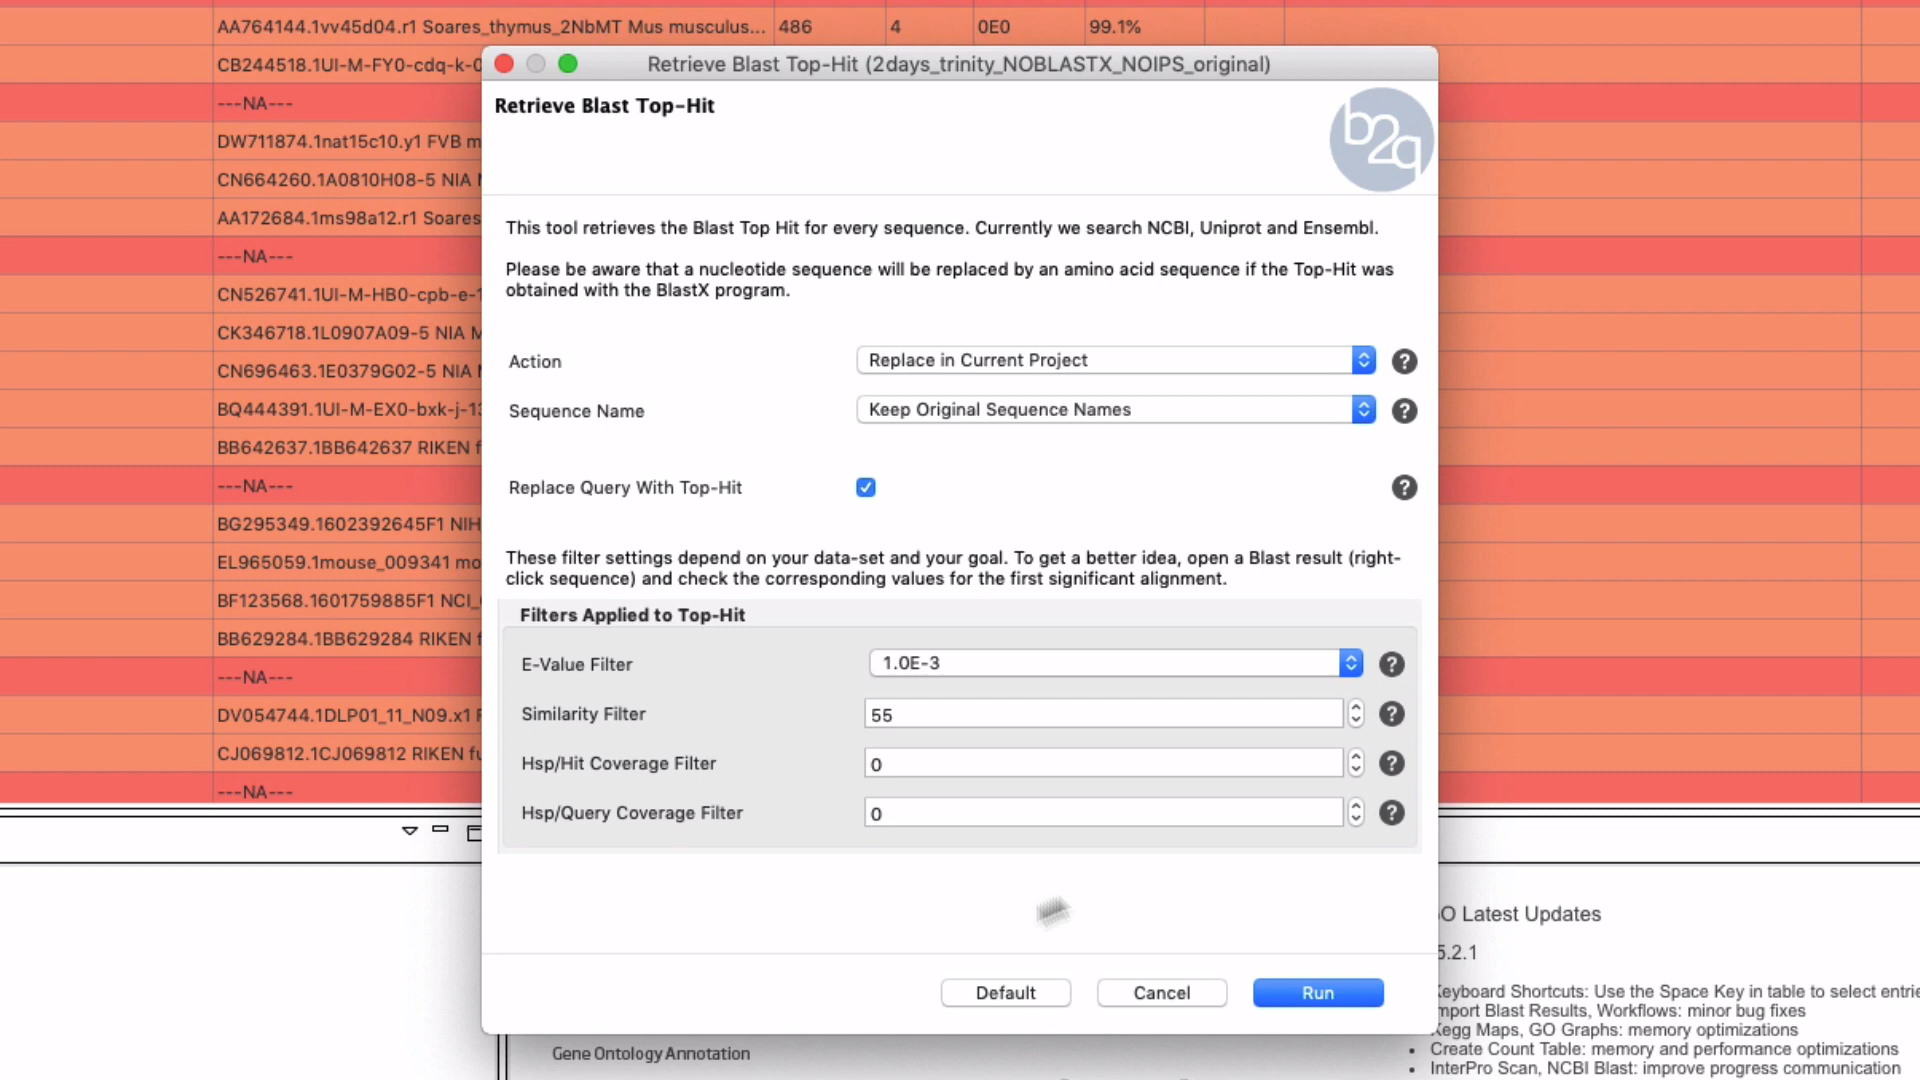 AA764144.1vv45d04.r1 Soares_thymus_2NbMT Mus musculus... 486 4 0E0 99.1%
CB244518.1UI-M-FY0-cdq-k-0
---NA---
DW711874.1nat15c10.y1 FVB m
CN664260.1A0810H08-5 NIA
AA172684.1ms98a12.r1 Soares
---NA---
CN526741.1UI-M-HB0-cpb-e-1
CK346718.1L0907A09-5 NIA M
CN696463.1E0379G02-5 NIA
BQ444391.1UI-M-EX0-bxk-j-13
BB642637.1BB642637 RIKEN f
---NA---
BG295349.1602392645F1 NIH
EL965059.1mouse_009341 mo
BF123568.1601759885F1 NCI_
BB629284.1BB629284 RIKEN f
---NA---
DV054744.1DLP01_11_N09.x1
CJ069812.1CJ069812 RIKEN fu
---NA---
Retrieve Blast Top-Hit (2days_trinity_NOBLASTX_NOIPS_original)
Retrieve Blast Top-Hit
b2g
This tool retrieves the Blast Top Hit for every sequence. Currently we search NCBI, Uniprot and Ensembl.
Please be aware that a nucleotide sequence will be replaced by an amino acid sequence if the Top-Hit was
obtained with the BlastX program.
Action Replace in Current Project ?
Sequence Name Keep Original Sequence Names ?
Replace Query With Top-Hit ?
These filter settings depend on your data-set and your goal. To get a better idea, open a Blast result (right-
click sequence) and check the corresponding values for the first significant alignment.
Filters Applied to Top-Hit
E-Value Filter 1.0E-3 ?
Similarity Filter 55 ?
Hsp/Hit Coverage Filter 0 ?
Hsp/Query Coverage Filter 0 ?
Default Cancel Run
Gene Ontology Annotation
O Latest Updates
5.2.1
Keyboard Shortcuts: Use the Space Key in table to select entrie
mport Blast Results, Workflows: minor bug fixes
Kegg Maps, GO Graphs: memory optimizations
• Create Count Table: memory and performance optimizations
• InterPro Scan, NCBI Blast: improve progress communication